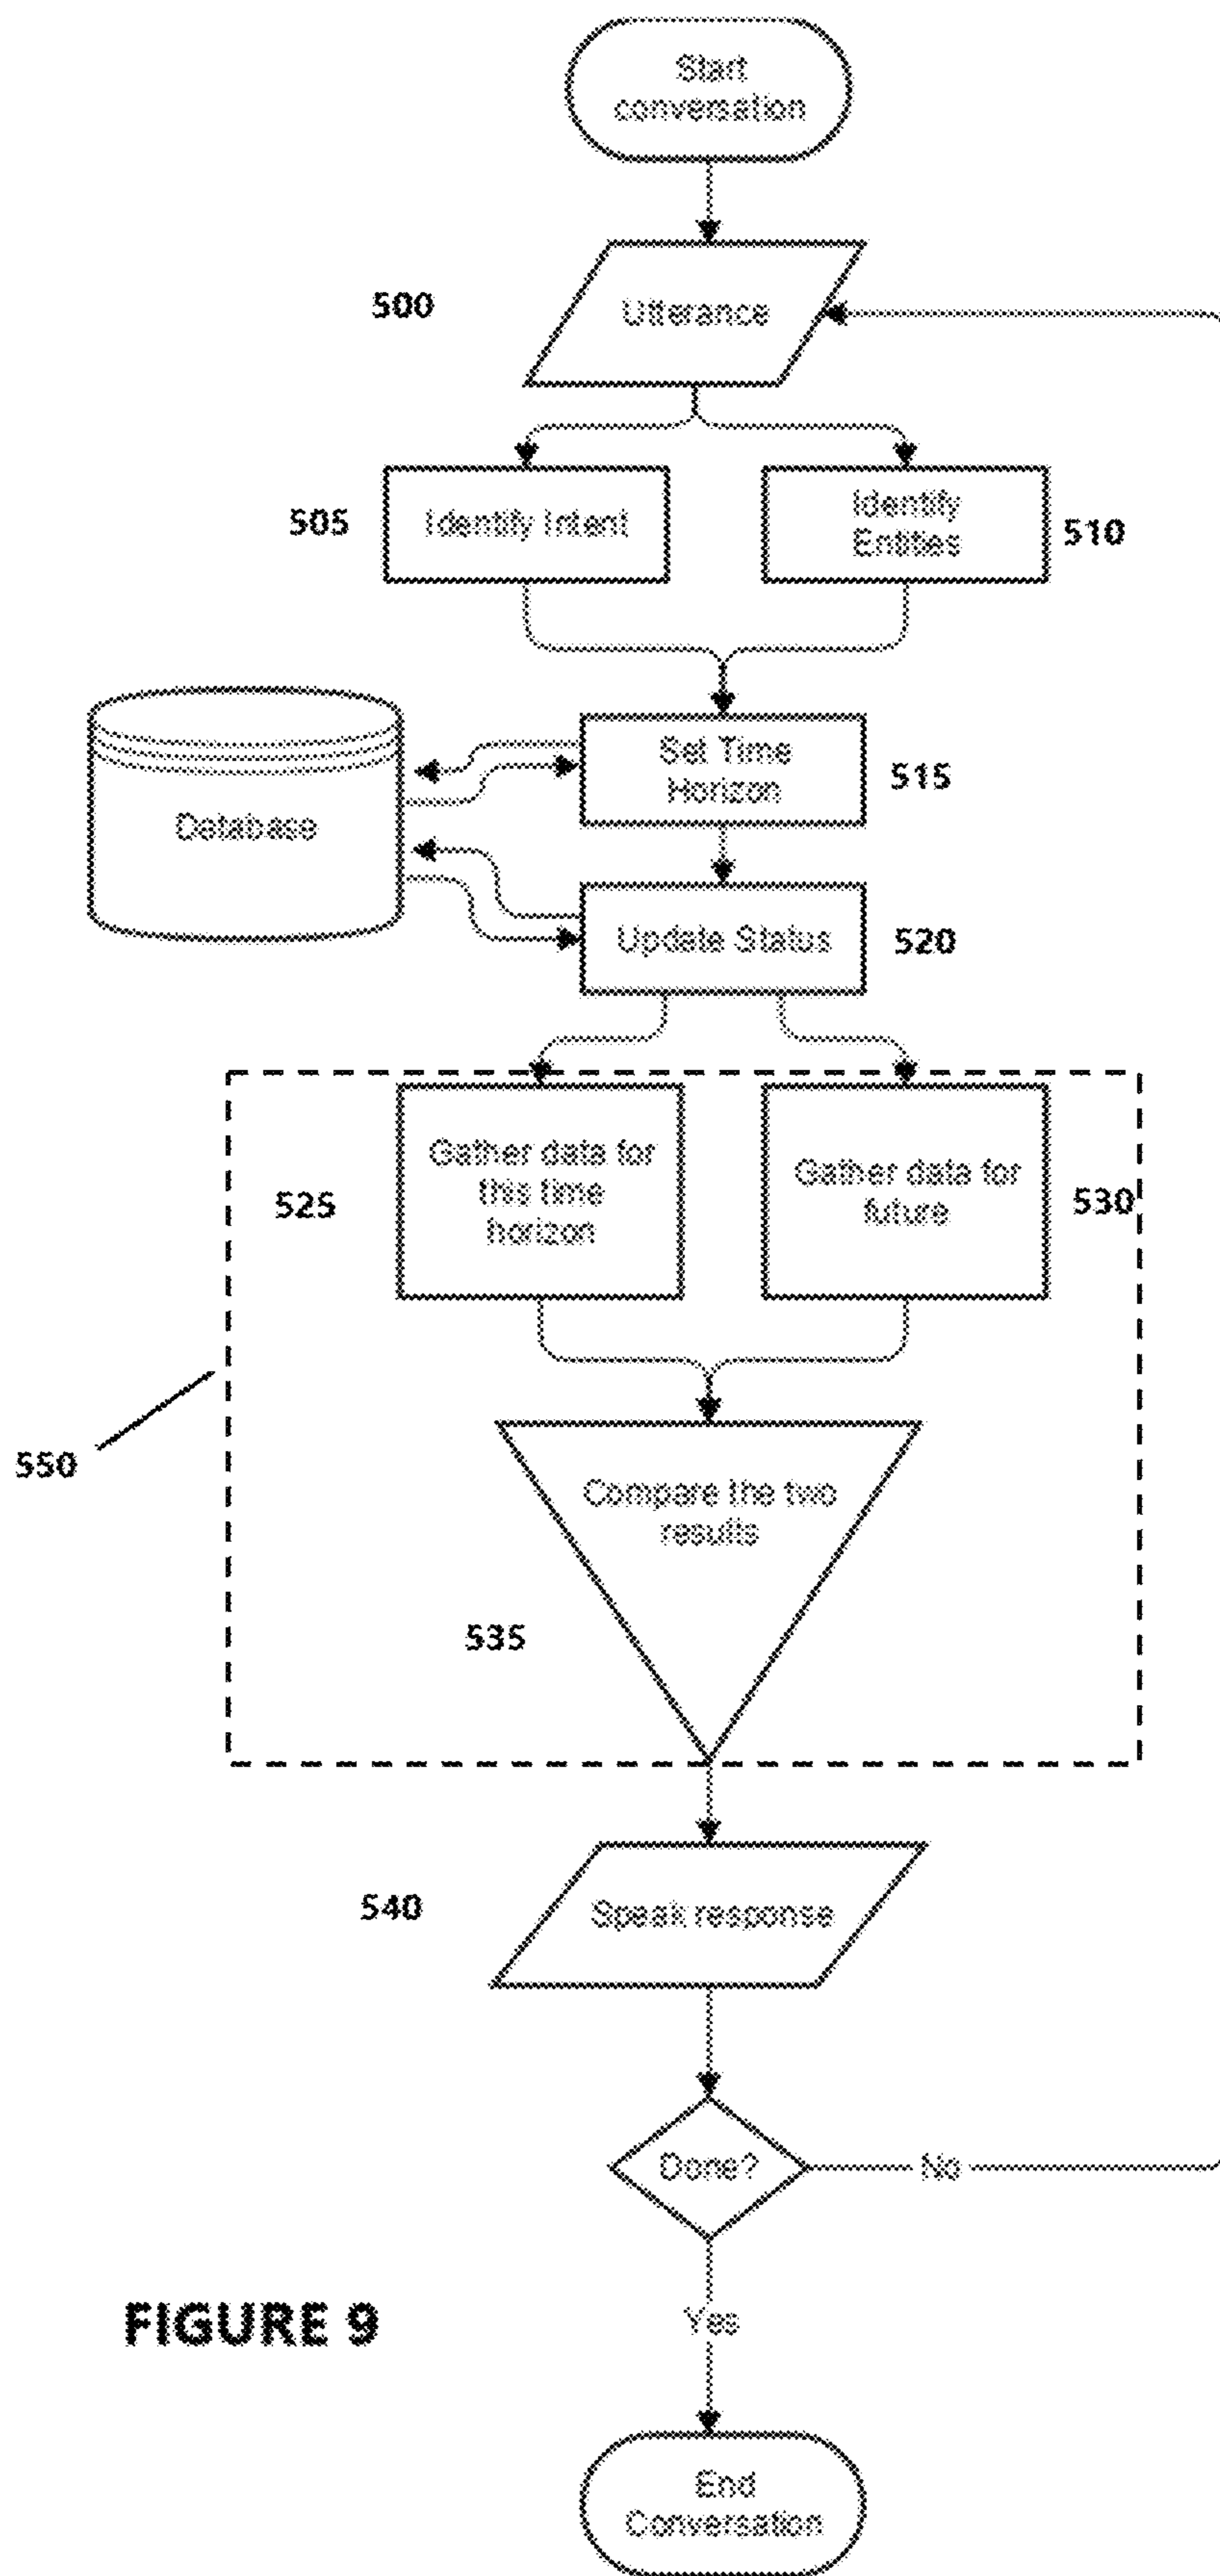 Start
conversation
500
Utterance
505
Identify Intent
Identify
Entities
510
Set Time
Horizon
515
Database
Update Status
520
525
Gather data for
this time
horizon
Gather data for
future
530
550
Compare the two
results
535
540
Speak response
Done?
No
Yes
FIGURE 9
End
Conversation